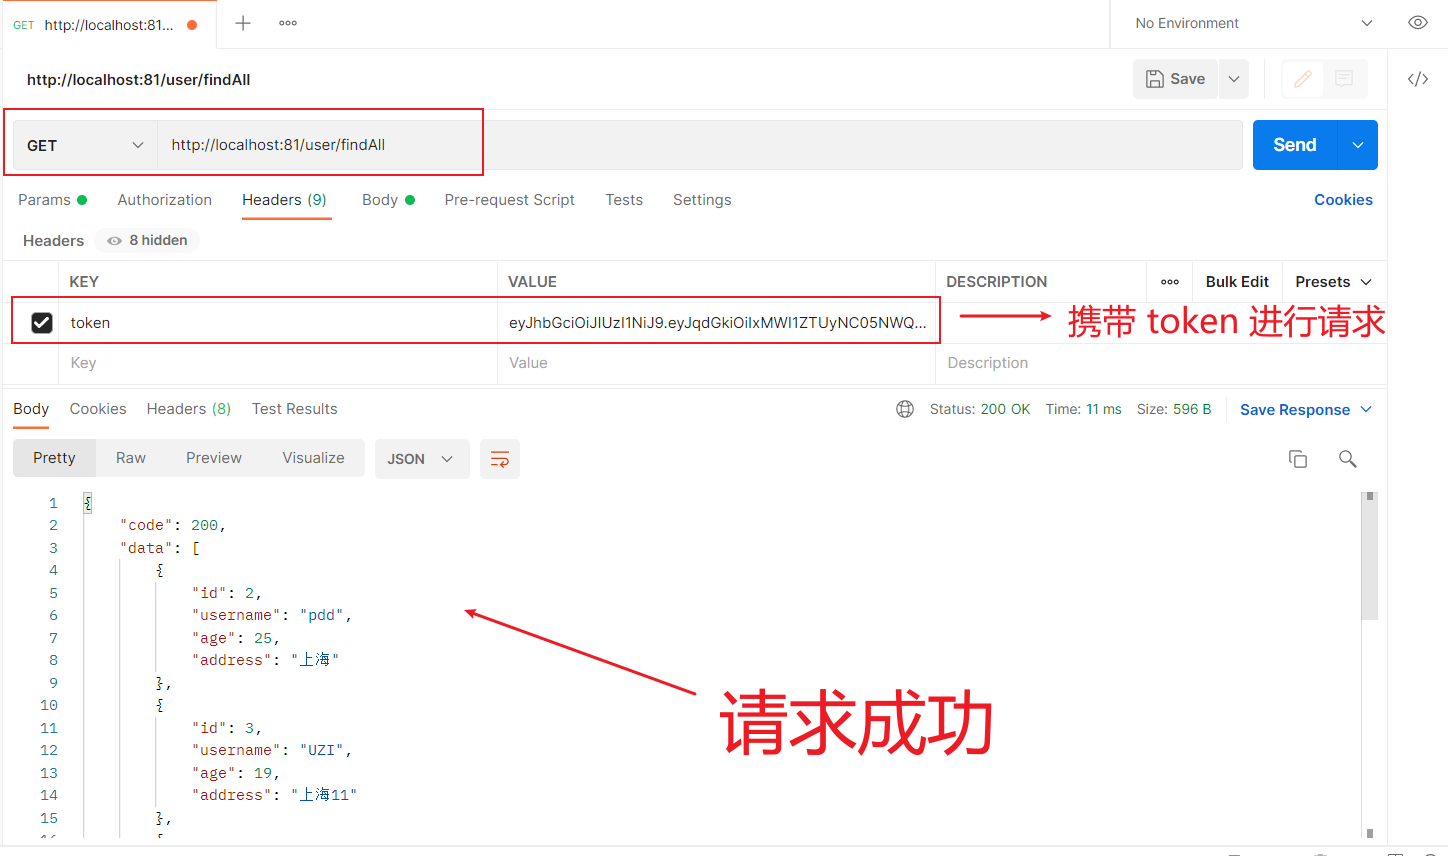 GET http://localhost:81... No Environment
http://localhost:81/user/findAll Save
GET http://localhost:81/user/findAll Send
Params Authorization Headers (9) Body Pre-request Script Tests Settings Cookies
Headers 8 hidden
KEY VALUE DESCRIPTION Bulk Edit Presets
token eyJhbGciOiJIUzI1NiJ9.eyJqdGkiOiIxMWI1ZTUyNC05NWQ... 携带 token 进行请求
Key Value Description
Body Cookies Headers (8) Test Results Status: 200 OK Time: 11 ms Size: 596 B Save Response
Pretty Raw Preview Visualize JSON
1 {
2 "code": 200,
3 "data": [
4 {
5 "id": 2,
6 "username": "pdd",
7 "age": 25,
8 "address": "上海"
9 },
10 {
11 "id": 3,
12 "username": "UZI",
13 "age": 19,
14 "address": "上海11"
15 },
请求成功